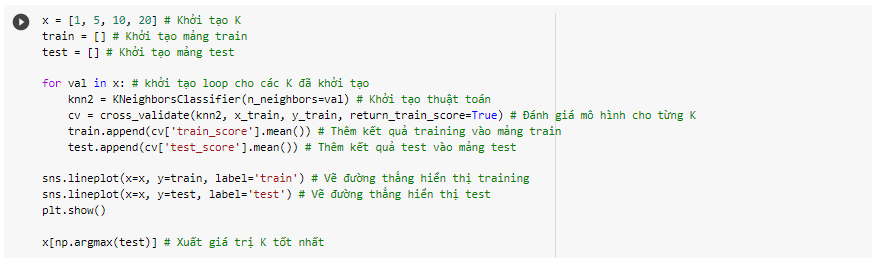 x = [1, 5, 10, 20] # Khởi tạo K
train = [] # Khởi tạo mảng train
test = [] # Khởi tạo mảng test
for val in x: # khởi tạo loop cho các K đã khởi tạo
    knn2 = KNeighborsClassifier(n_neighbors=val) # Khởi tạo thuật toán
    cv = cross_validate(knn2, x_train, y_train, return_train_score=True) # Đánh giá mô hình cho từng K
    train.append(cv['train_score'].mean()) # Thêm kết quả training vào mảng train
    test.append(cv['test_score'].mean()) # Thêm kết quả test vào mảng test
sns.lineplot(x=x, y=train, label='train') # Vẽ đường thẳng hiển thị training
sns.lineplot(x=x, y=test, label='test') # Vẽ đường thẳng hiển thị test
plt.show()
x[np.argmax(test)] # Xuất giá trị K tốt nhất